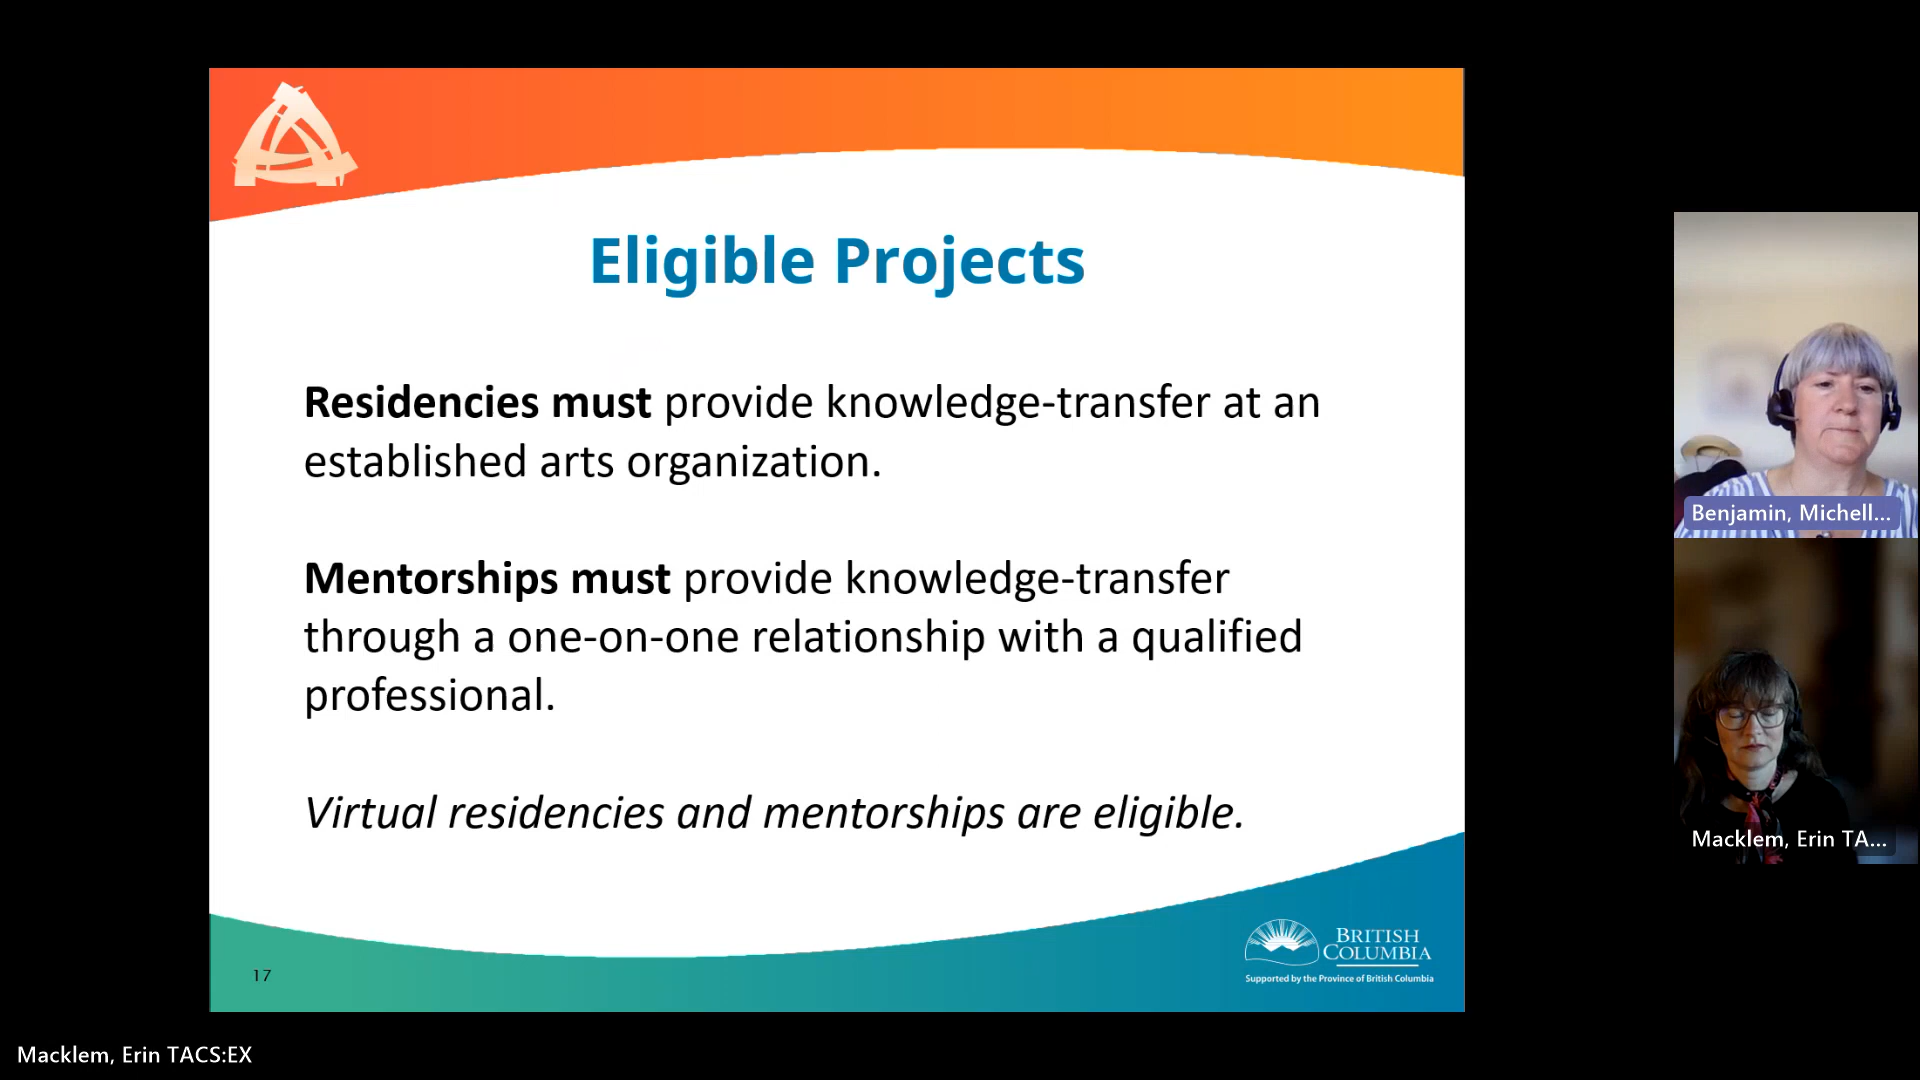 Eligible Projects
Residencies must provide knowledge-transfer at an
established arts organization.
Mentorships must provide knowledge-transfer
through a one-on-one relationship with a qualified
professional.
Virtual residencies and mentorships are eligible.
17
BRITISH
COLUMBIA
Supported by the Province of British Columbia
Benjamin, Michell...
Macklem, Erin TA...
Macklem, Erin TACS:EX